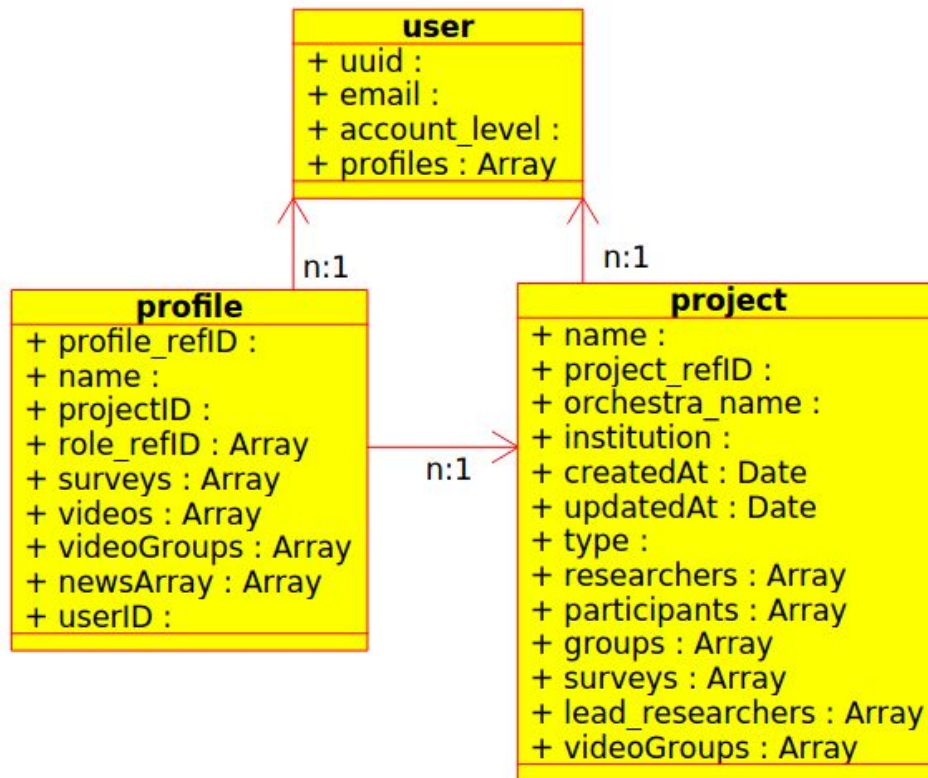 user
+ uuid :
+ email :
+ account_level :
+ profiles : Array
n:1
n:1
profile
+ profile_refID :
+ name :
+ projectID :
+ role_refID : Array
+ surveys : Array
+ videos : Array
+ videoGroups : Array
+ newsArray : Array
+ userID :
n:1
project
+ name :
+ project_refID :
+ orchestra_name :
+ institution :
+ createdAt : Date
+ updatedAt : Date
+ type :
+ researchers : Array
+ participants : Array
+ groups : Array
+ surveys : Array
+ lead_researchers : Array
+ videoGroups : Array